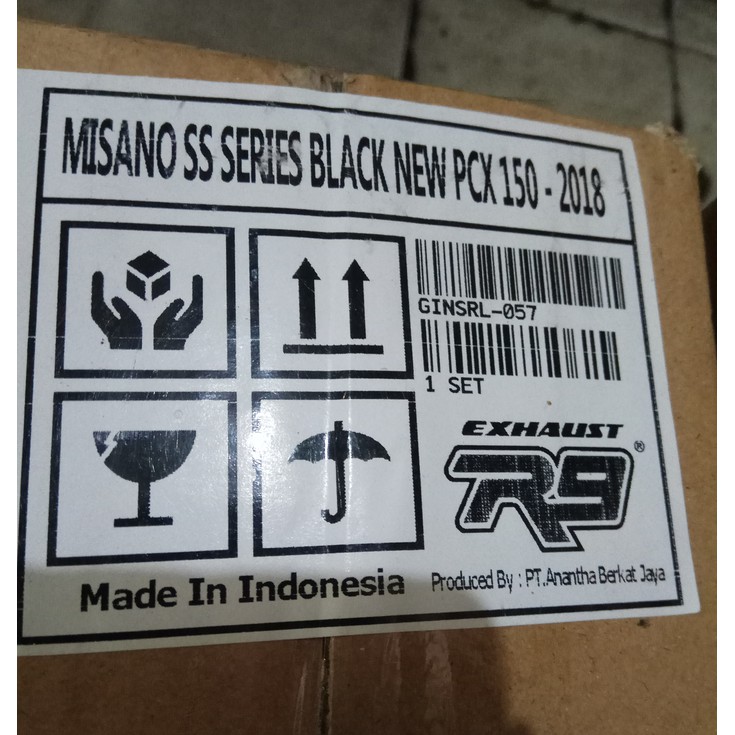 MISANO SS SERIES BLACK NEW PCX 150 - 2018
GINSRL-057
1 SET
EXHAUST
R9®
Made In Indonesia
Produced By : PT.Anantha Berkat Jaya